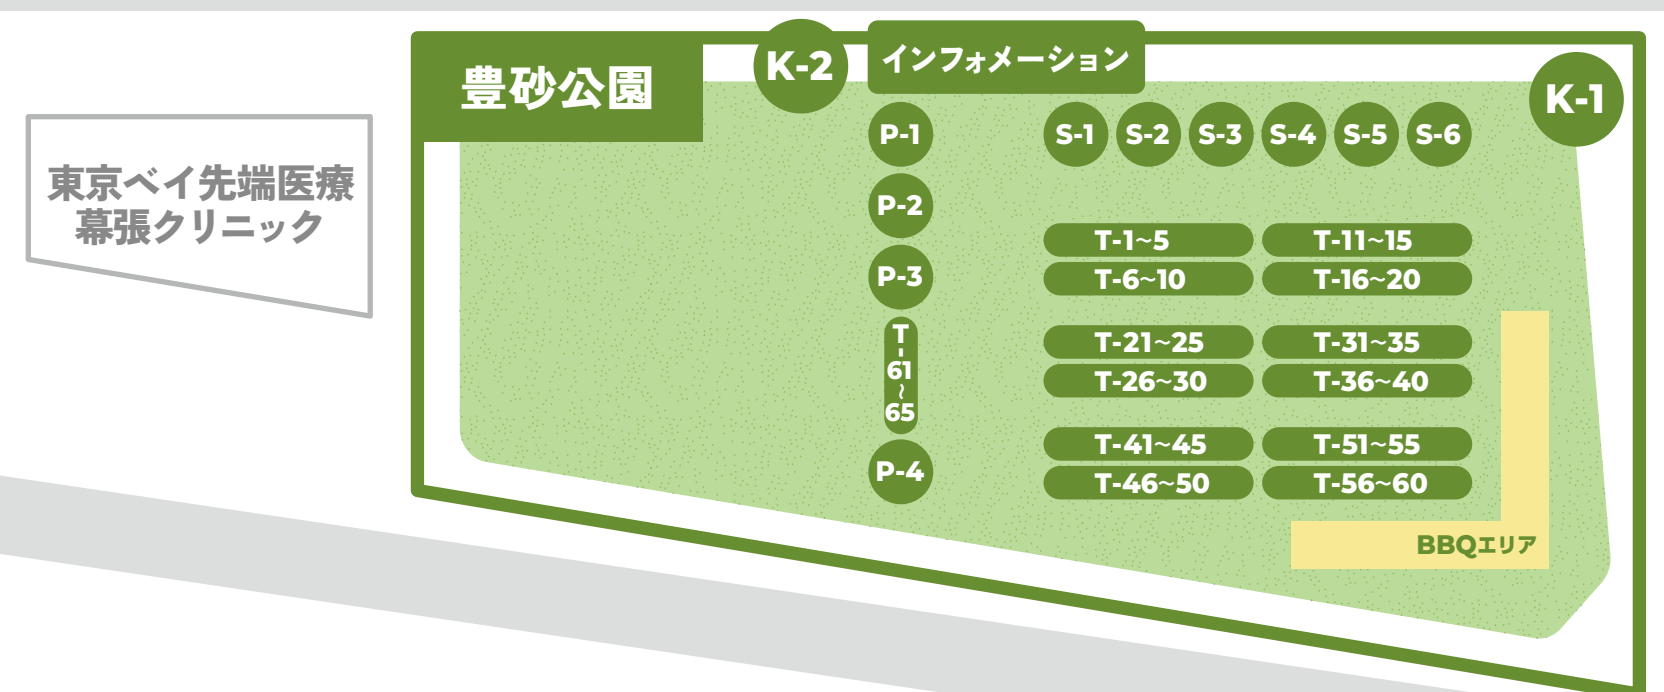 豊砂公園
K-2
インフォメーション
K-1
東京ベイ先端医療
幕張クリニック
P-1
P-2
P-3
T-61~65
P-4
S-1 S-2 S-3 S-4 S-5 S-6
T-1~5 T-11~15
T-6~10 T-16~20
T-21~25 T-31~35
T-26~30 T-36~40
T-41~45 T-51~55
T-46~50 T-56~60
BBQエリア